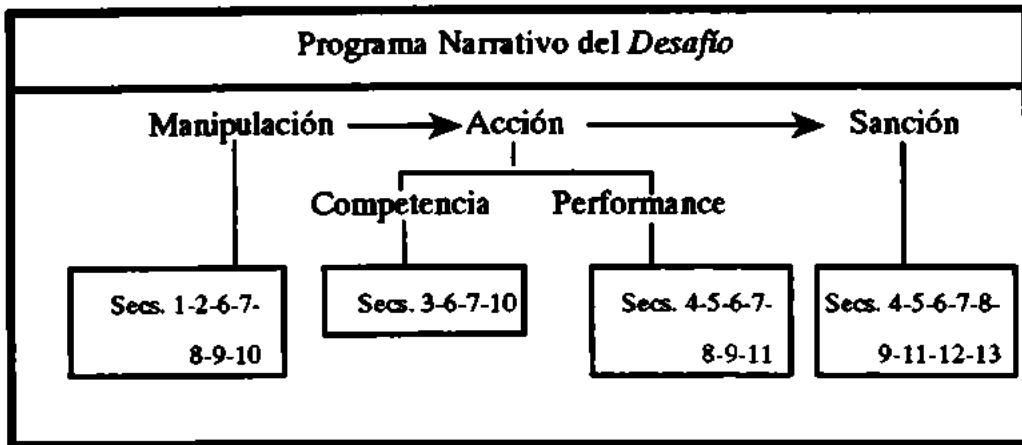 Programa Narrativo del Desafío
Manipulación Acción Sanción
Competencia Performance
Secs. 1-2-6-7-
8-9-10
Secs. 3-6-7-10
Secs. 4-5-6-7-
8-9-11
Secs. 4-5-6-7-8-
9-11-12-13